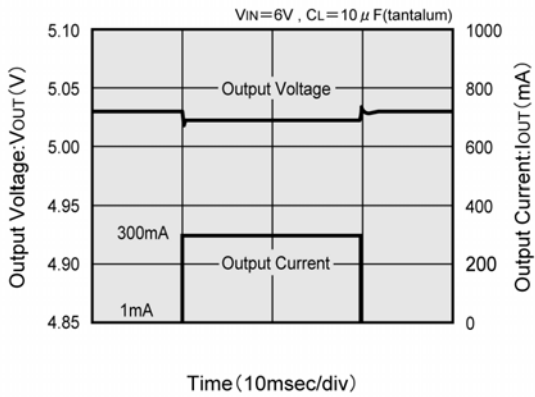 VIN=6V , CL=10 μ F(tantalum)
Output Voltage:VOUT(V)
5.10
5.05
5.00
4.95
4.90
4.85
Output Voltage
300mA
Output Current
1mA
1000
800
600
400
200
0
Output Current:IOUT(mA)
Time(10msec/div)